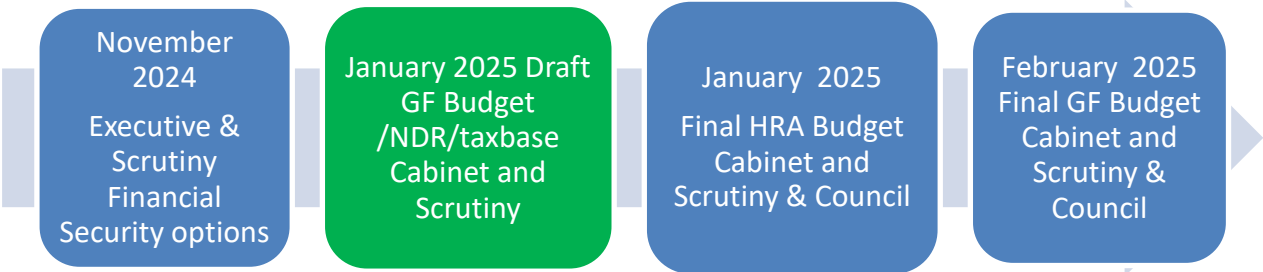 November
2024
Executive &
Scrutiny
Financial
Security options
January 2025 Draft
GF Budget
/NDR/taxbase
Cabinet and
Scrutiny
January  2025
Final HRA Budget
Cabinet and
Scrutiny & Council
February  2025
Final GF Budget
Cabinet and
Scrutiny &
Council